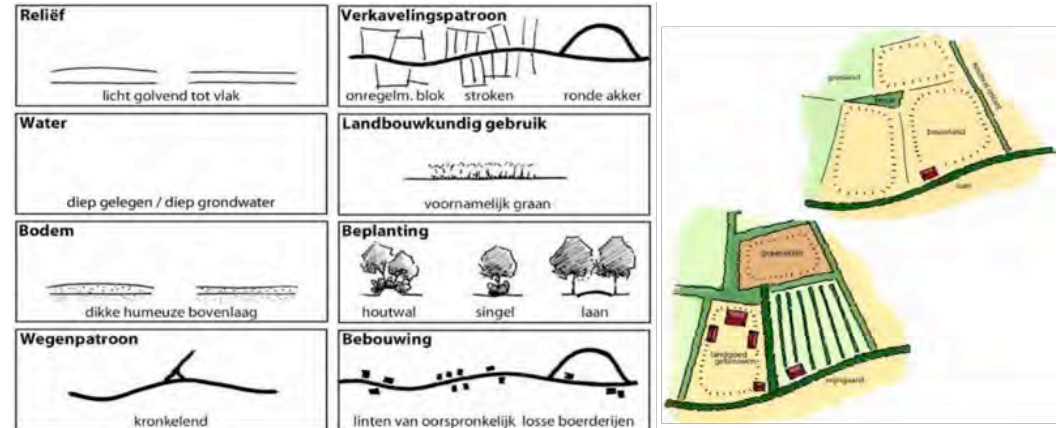 Reliëf
licht golvend tot vlak
Water
diep gelegen / diep grondwater
Bodem
dikke humeuze bovenlaag
Wegenpatroon
kronkelend
Verkavelingspatroon
onregelm. blok
stroken
ronde akker
Landbouwkundig gebruik
voornamelijk graan
Beplanting
houtwal
singel
laan
Bebouwing
linten van oorspronkelijk losse boerderijen
grasland
bouwland
laan
graanakker
landgoed
wijngaard